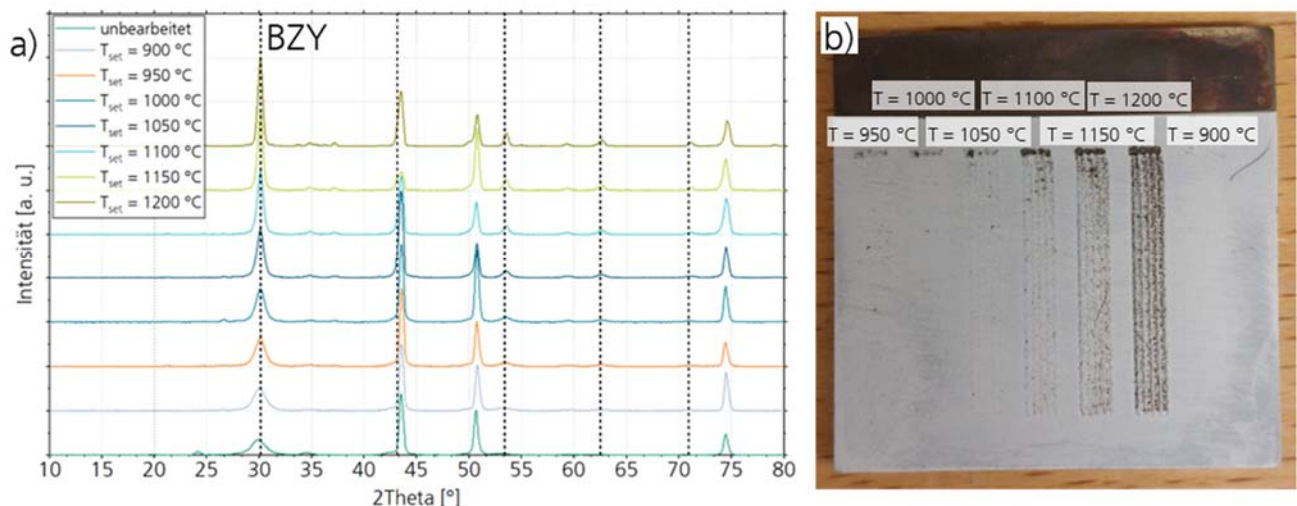 a)
BZY
unbearbeitet
T_set = 900 °C
T_set = 950 °C
T_set = 1000 °C
T_set = 1050 °C
T_set = 1100 °C
T_set = 1150 °C
T_set = 1200 °C
Intensität [a. u.]
10 15 20 25 30 35 40 45 50 55 60 65 70 75 80
2Theta [°]
b)
T = 1000 °C T = 1100 °C T = 1200 °C
T = 950 °C T = 1050 °C T = 1150 °C T = 900 °C